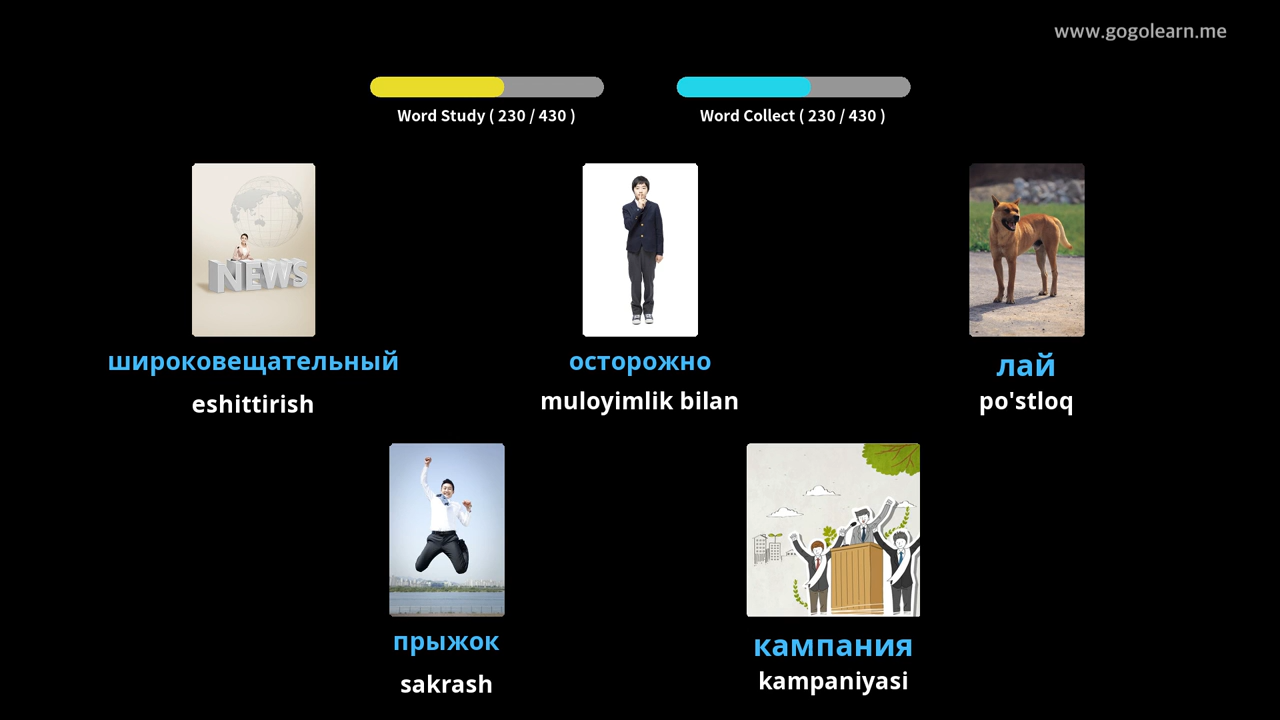 www.gogolearn.me
Word Study ( 230 / 430 )
Word Collect ( 230 / 430 )
NEWS
широковещательный
eshittirish
осторожно
muloyimlik bilan
лай
po'stloq
прыжок
sakrash
кампания
kampaniyasi